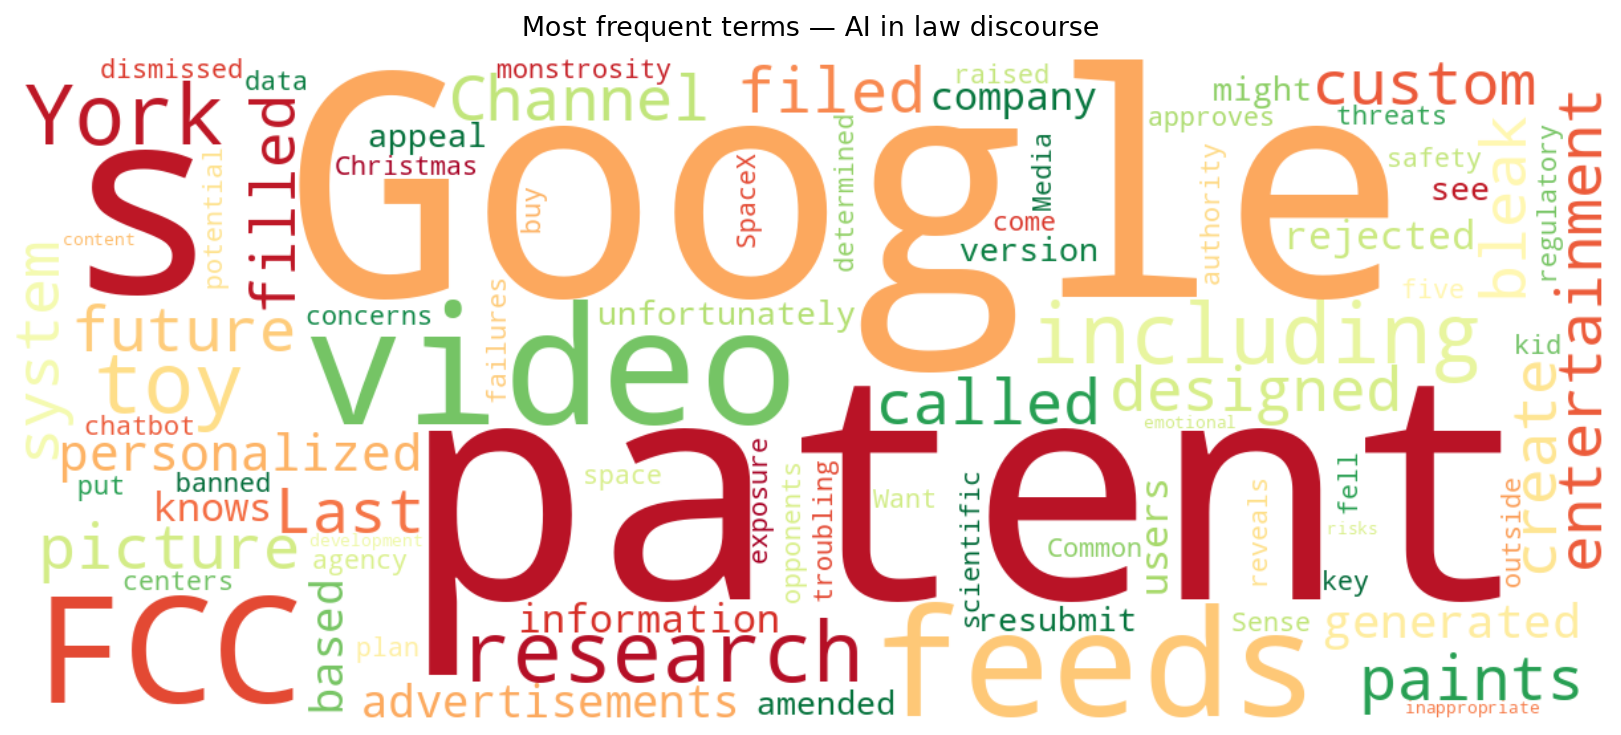 Most frequent terms — AI in law discourse
dismissed
data
monstrosity
Channel
filed
raised
company
might
custom
York
filled
appeal
Christmas
Google
s
approves
threats
safety
see
determined
Media
SpaceX
buy
come
version
authority
rejected
bleak
regulatory
entertainment
potential
content
system
future
concerns
failures
unfortunately
including
five
kid
toy
video
called
designed
create
chatbot
personalized
emotional
patent
put
banned
knows
Last
space
exposure
opponents
troubling
Want
scientific
Common
users
reveals
fell
risks
outside
picture
development
agency
centers
key
FCC
based
plan
information
research
resubmit
feeds
Sense
generated
advertisements
amended
paints
inappropriate